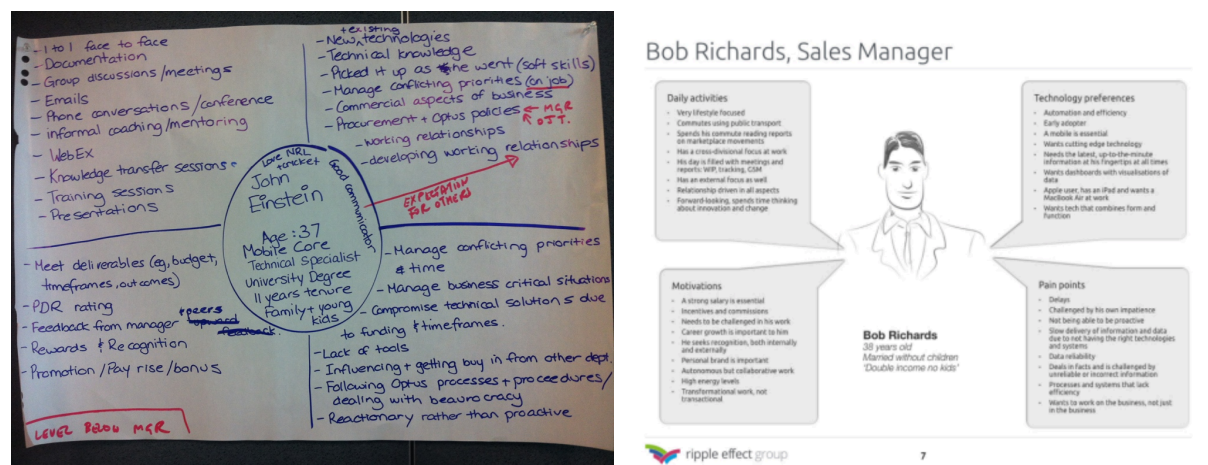 - 1 to 1 face to face
- Documentation
- Group discussions/meetings
- Emails
- Phone conversations/conference
- informal coaching/mentoring
- WebEx
- Knowledge transfer sessions
- Training sessions
- Presentations
+ existing
- New technologies
- Technical knowledge
- Picked it up as he went (soft skills)
- Manage conflicting priorities (on job)
- Commercial aspects of business
- Procurement + Optus policies ← MGR
OJT.
- working relationships
- developing working relationships
EXPECTATION
FOR OTHERS
Love NRL
+ cricket
Good communicator
John
Einstein
Age: 37
Mobile Core
Technical Specialist
University Degree
11 years tenure
Family + young
kids
- Meet deliverables (eg, budget,
timeframes, outcomes)
- PDR rating
+ peers
- Feedback from manager upward
feedback
- Rewards & Recognition
- Promotion/Pay rise/bonus
LEVEL BELOW MGR
- Manage conflicting priorities
& time
- Manage business critical situations
- Compromise technical solutions due
to funding & timeframes.
- Lack of tools
- Influencing + getting buy in from other dept.
- Following Optus processes + proceedures/
dealing with beaurocracy
- Reactionary rather than proactive
Bob Richards, Sales Manager
Daily activities
• Very lifestyle focused
• Commutes using public transport
• Spends his commute reading reports
on marketplace movements
• Has a cross-divisional focus at work
• His day is filled with meetings and
reports; WIP, tracking, GSM
• Has an external focus as well
• Relationship driven in all aspects
• Forward-looking, spends time thinking
about innovation and change
Technology preferences
• Automation and efficiency
• Early adopter
• A mobile is essential
• Wants cutting edge technology
• Needs the latest, up-to-the-minute
information at his fingertips at all times
• Wants dashboards with visualisations of
data
• Apple user, has an iPad and wants a
MacBook Air at work
• Wants tech that combines form and
function
Motivations
• A strong salary is essential
• Incentives and commissions
• Needs to be challenged in his work
• Career growth is important to him
• He seeks recognition, both internally
and externally
• Personal brand is important
• Autonomous but collaborative work
• High energy levels
• Transformational work, not
transactional
Bob Richards
38 years old
Married without children
'Double income no kids'
Pain points
• Delays
• Challenged by his own impatience
• Not being able to be proactive
• Slow delivery of information and data
due to not having the right technologies
and systems
• Data reliability
• Deals in facts and is challenged by
unreliable or incorrect information
• Processes and systems that lack
efficiency
• Wants to work on the business, not just
in the business
ripple effect group
7